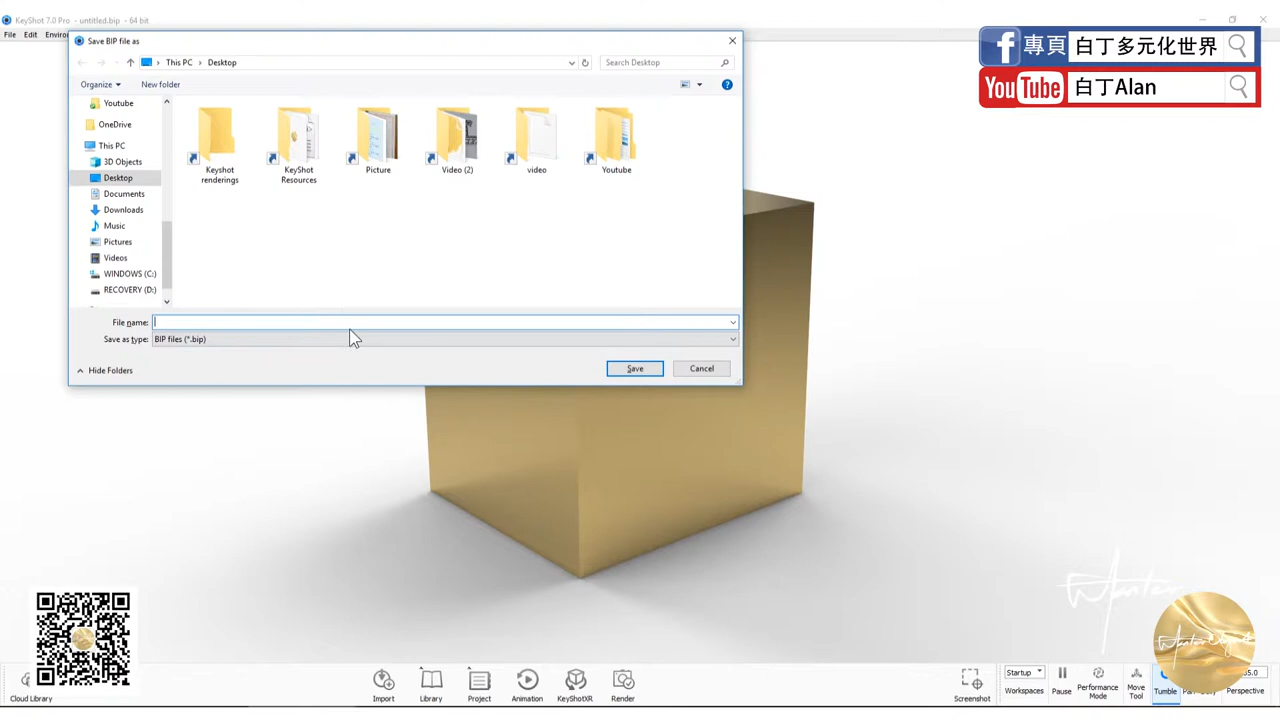 KeyShot 7.0 Pro - untitled.bip - 64 bit
File Edit Enviro
Save BIP file as
This PC > Desktop
Search Desktop
Organize
New folder
Youtube
OneDrive
This PC
3D Objects
Desktop
Documents
Downloads
Music
Pictures
Videos
WINDOWS (C:)
RECOVERY (D:)
Keyshot renderings
KeyShot Resources
Picture
Video (2)
video
Youtube
File name:
Save as type:
BIP files (*.bip)
Hide Folders
Save
Cancel
f 專頁 白丁多元化世界
YouTube 白丁Alan
Cloud Library
Import
Library
Project
Animation
KeyShotXR
Render
Screenshot
Startup
Workspaces
Pause
Performance Mode
Move Tool
Tumble
Perspective